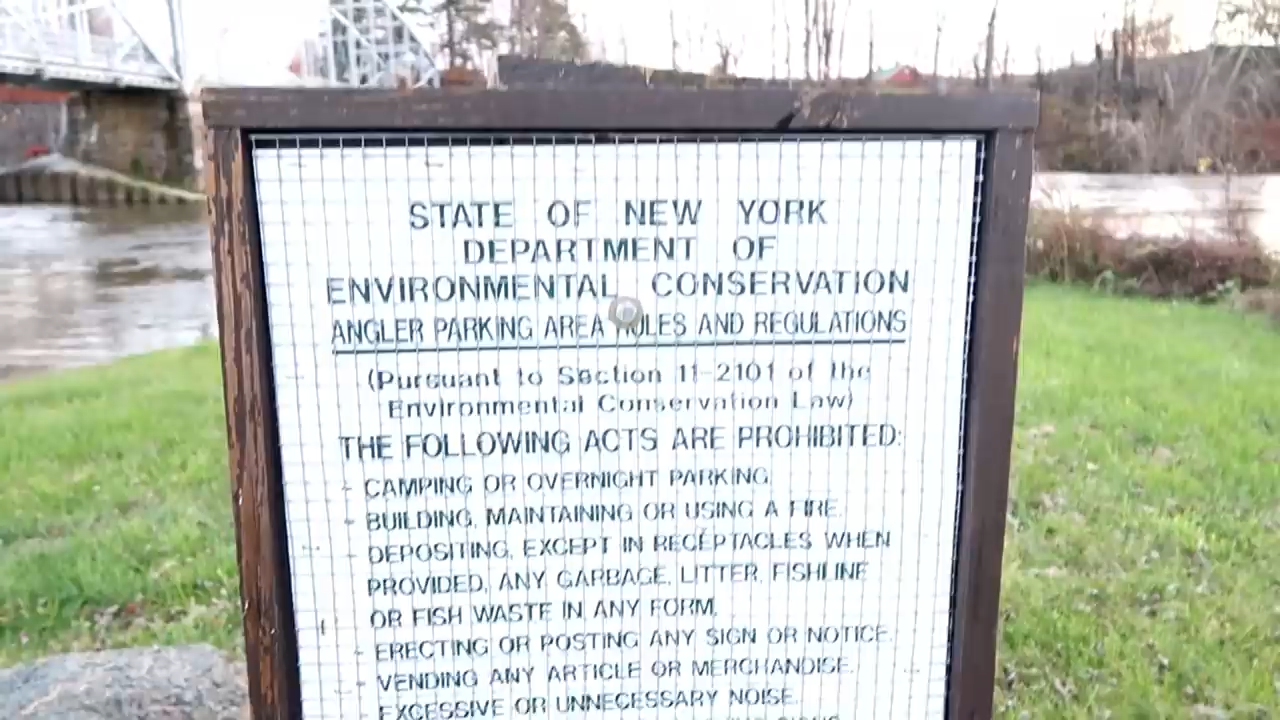 STATE OF NEW YORK
DEPARTMENT OF
ENVIRONMENTAL CONSERVATION
ANGLER PARKING AREA RULES AND REGULATIONS
(Pursuant to Section 11-2101 of the
Environmental Conservation Law)
THE FOLLOWING ACTS ARE PROHIBITED:
- CAMPING OR OVERNIGHT PARKING.
- BUILDING, MAINTAINING OR USING A FIRE.
- DEPOSITING, EXCEPT IN RECEPTACLES WHEN
PROVIDED, ANY GARBAGE, LITTER, FISHLINE
OR FISH WASTE IN ANY FORM.
- ERECTING OR POSTING ANY SIGN OR NOTICE.
- VENDING ANY ARTICLE OR MERCHANDISE.
- EXCESSIVE OR UNNECESSARY NOISE.